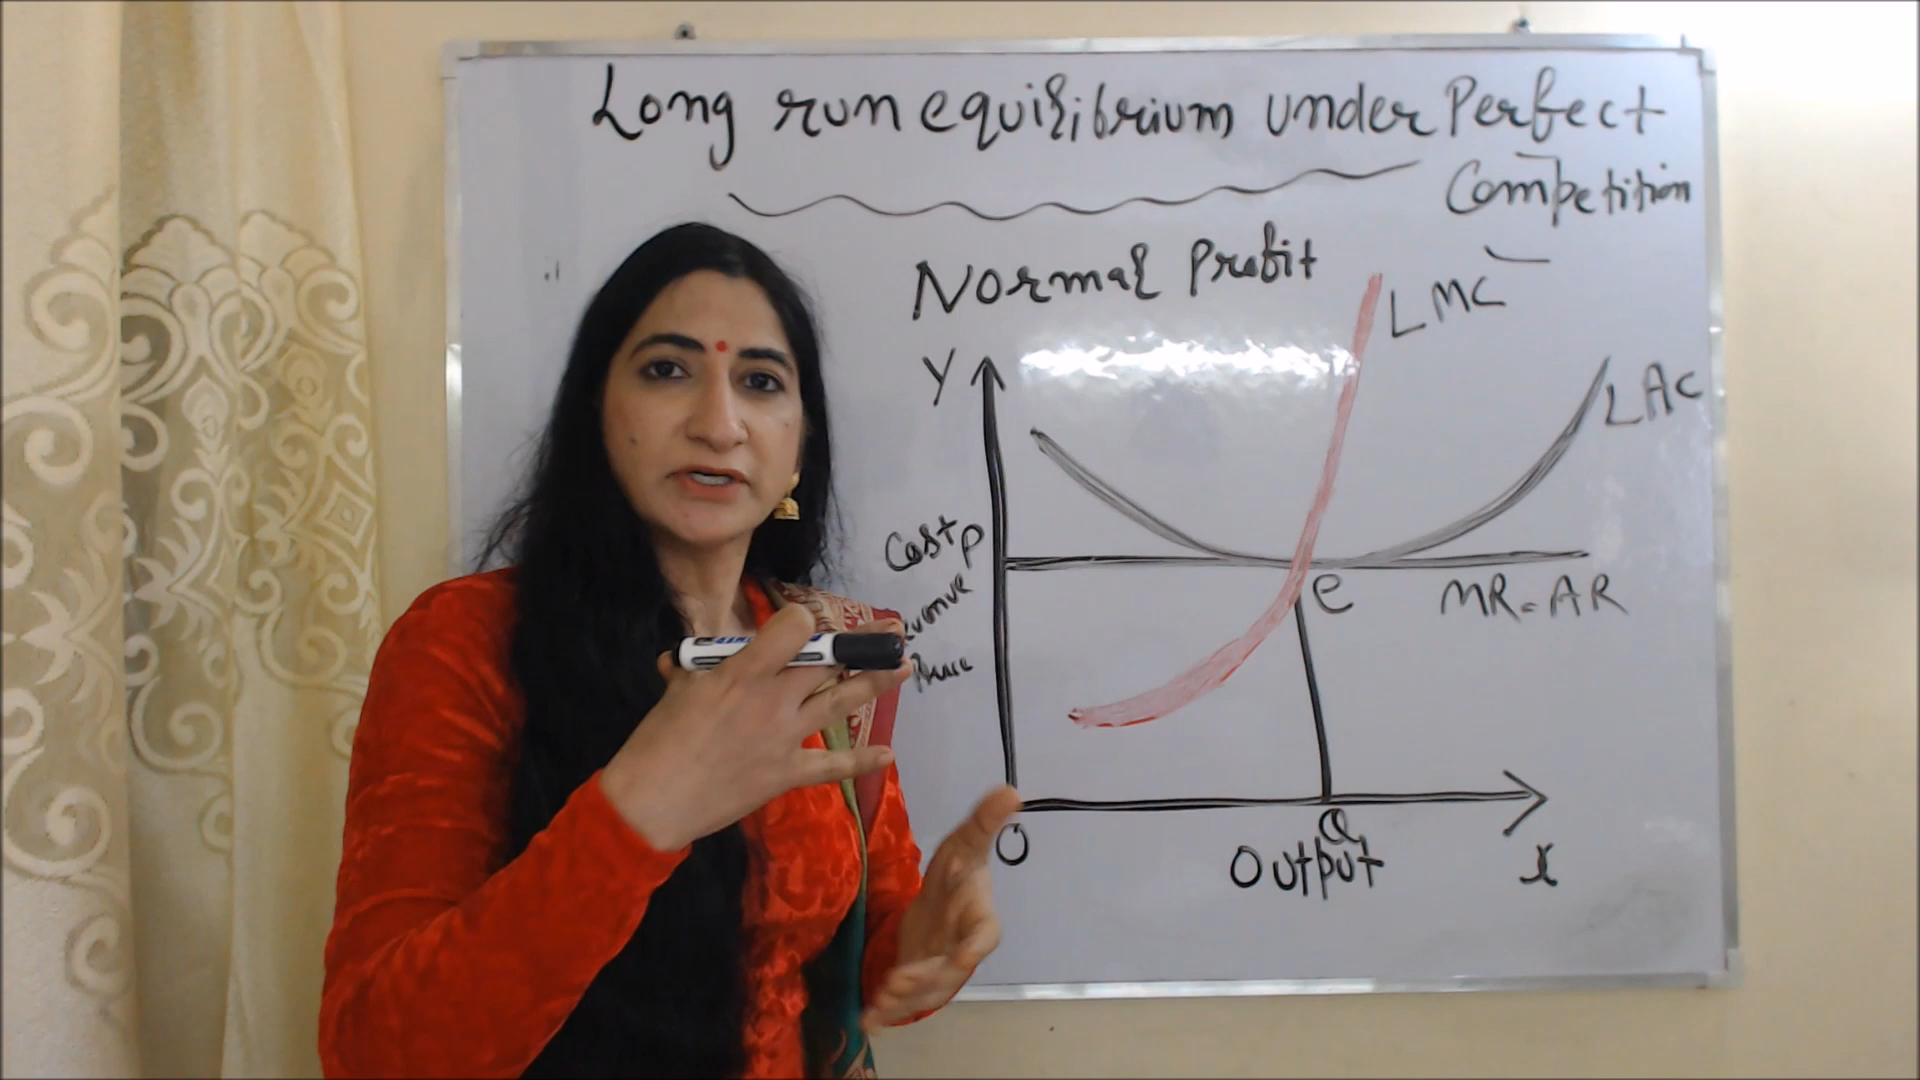 Long run equilibrium under Perfect
Competition
Normal Profit
LMC
Y
LAC
Cost P
e
MR = AR
O
Q
Output
X